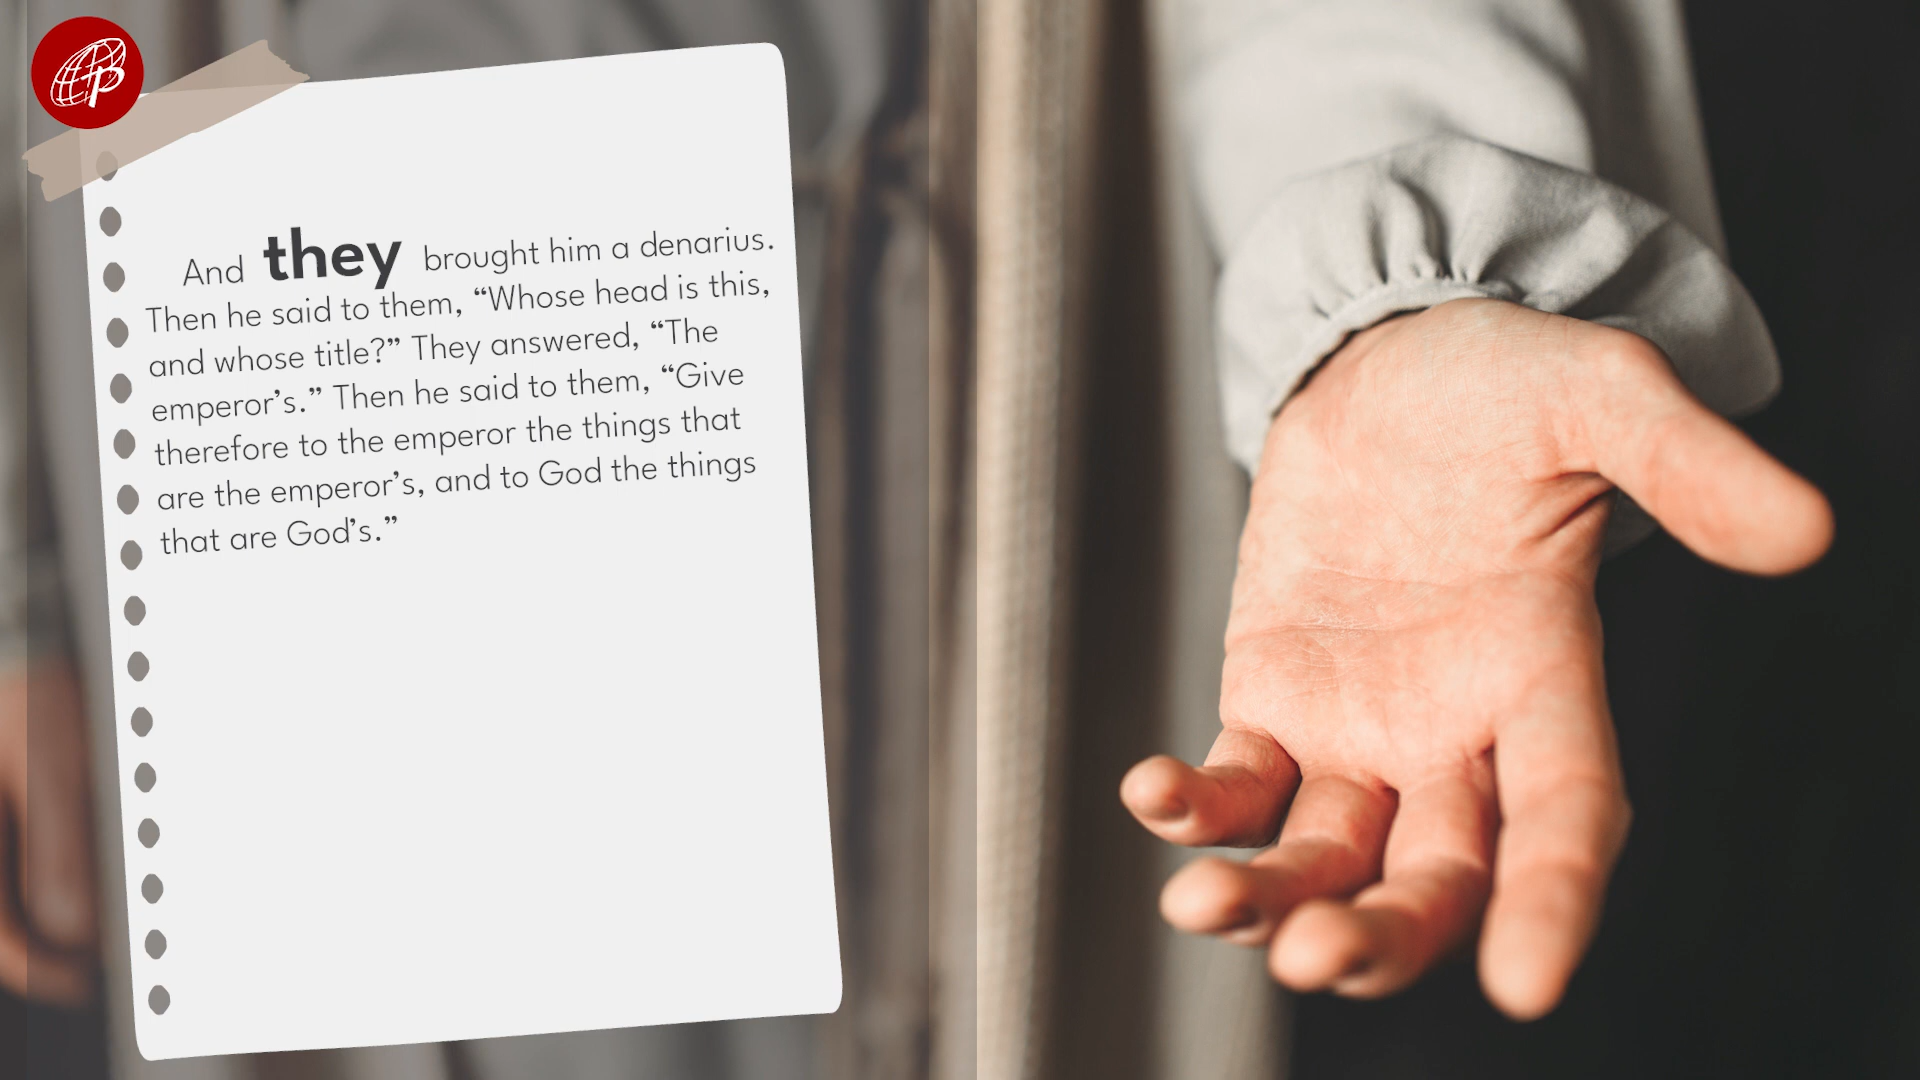 And they brought him a denarius.
Then he said to them, “Whose head is this,
and whose title?” They answered, “The
emperor’s.” Then he said to them, “Give
therefore to the emperor the things that
are the emperor’s, and to God the things
that are God’s.”